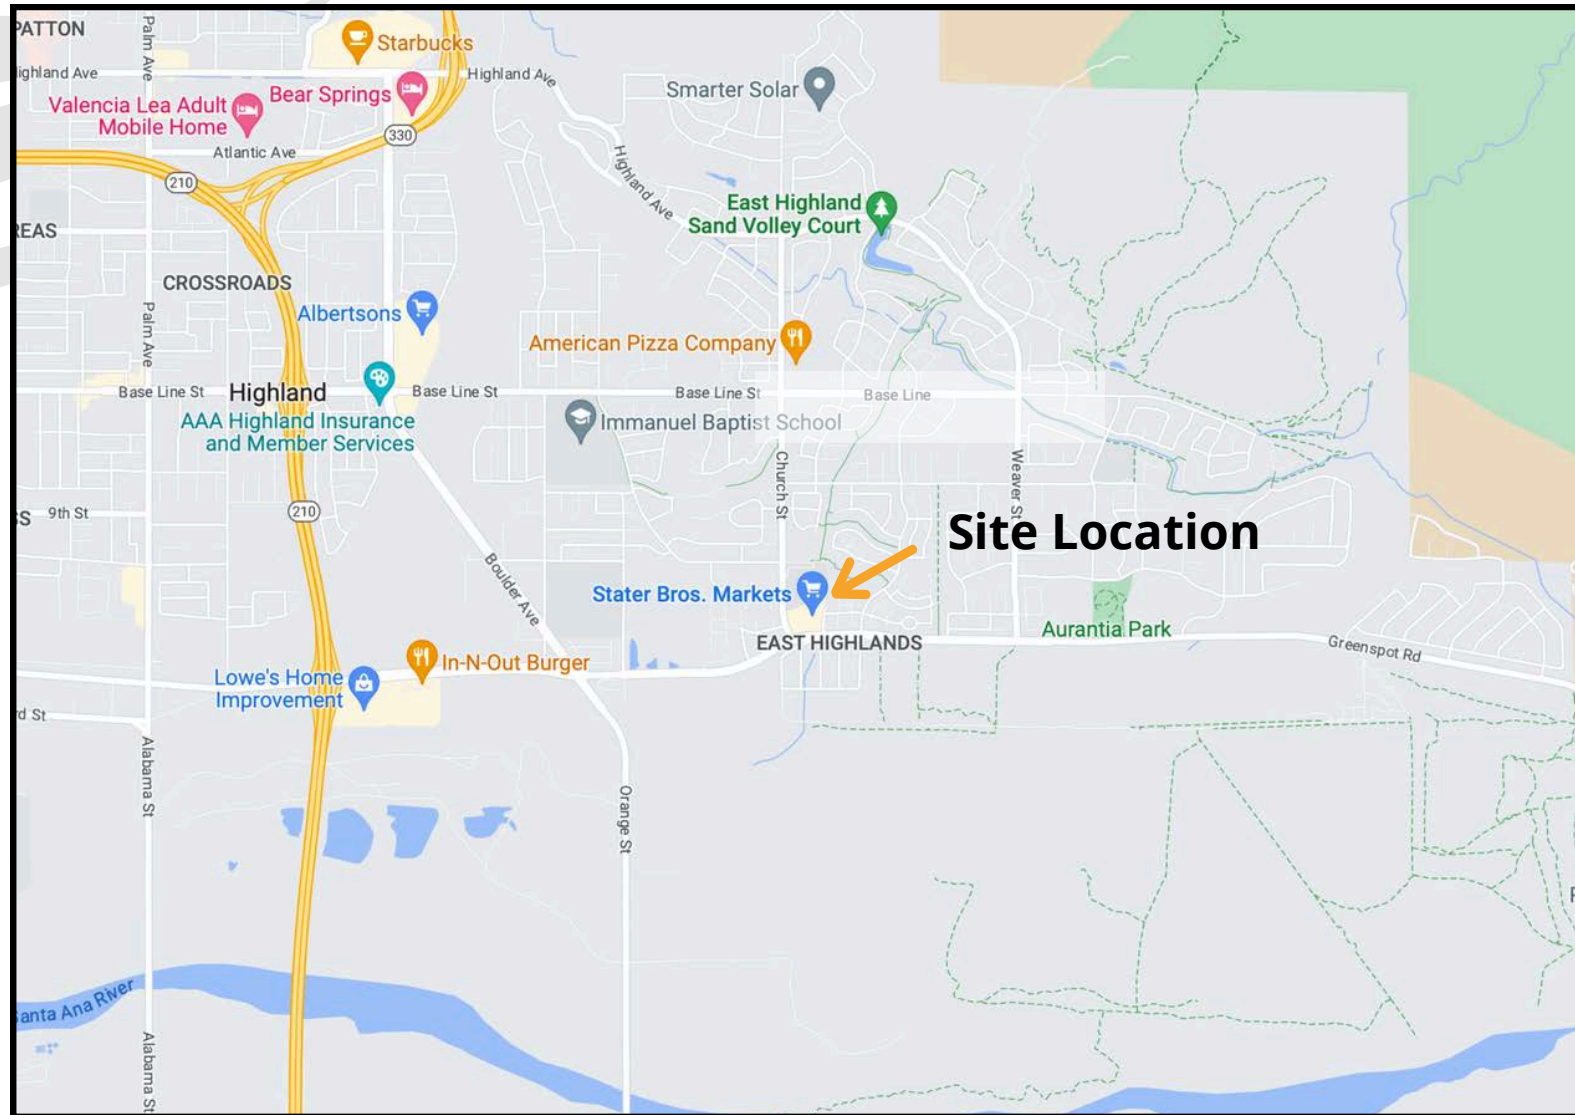 PATTON
Palm Ave
Starbucks
ighland Ave
Highland Ave
Valencia Lea Adult
Mobile Home
Bear Springs
Smarter Solar
330
Atlantic Ave
210
Highland Ave
East Highland
Sand Volley Court
REAS
CROSSROADS
Palm Ave
Albertsons
American Pizza Company
Base Line St
Highland
Base Line St
Base Line St
Base Line
AAA Highland Insurance
and Member Services
Immanuel Baptist School
Church St
Weaver St
S
9th St
210
Site Location
Boulder Ave
Stater Bros. Markets
EAST HIGHLANDS
Aurantia Park
Greenspot Rd
In-N-Out Burger
Lowe's Home
Improvement
rd St
Alabama St
Orange St
Santa Ana River
Alabama St